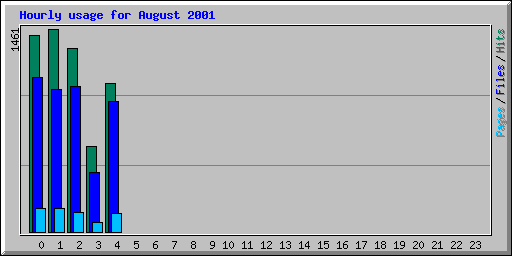 Hourly usage for August 2001
1461
Pages/Files/Hits
0 1 2 3 4 5 6 7 8 9 10 11 12 13 14 15 16 17 18 19 20 21 22 23